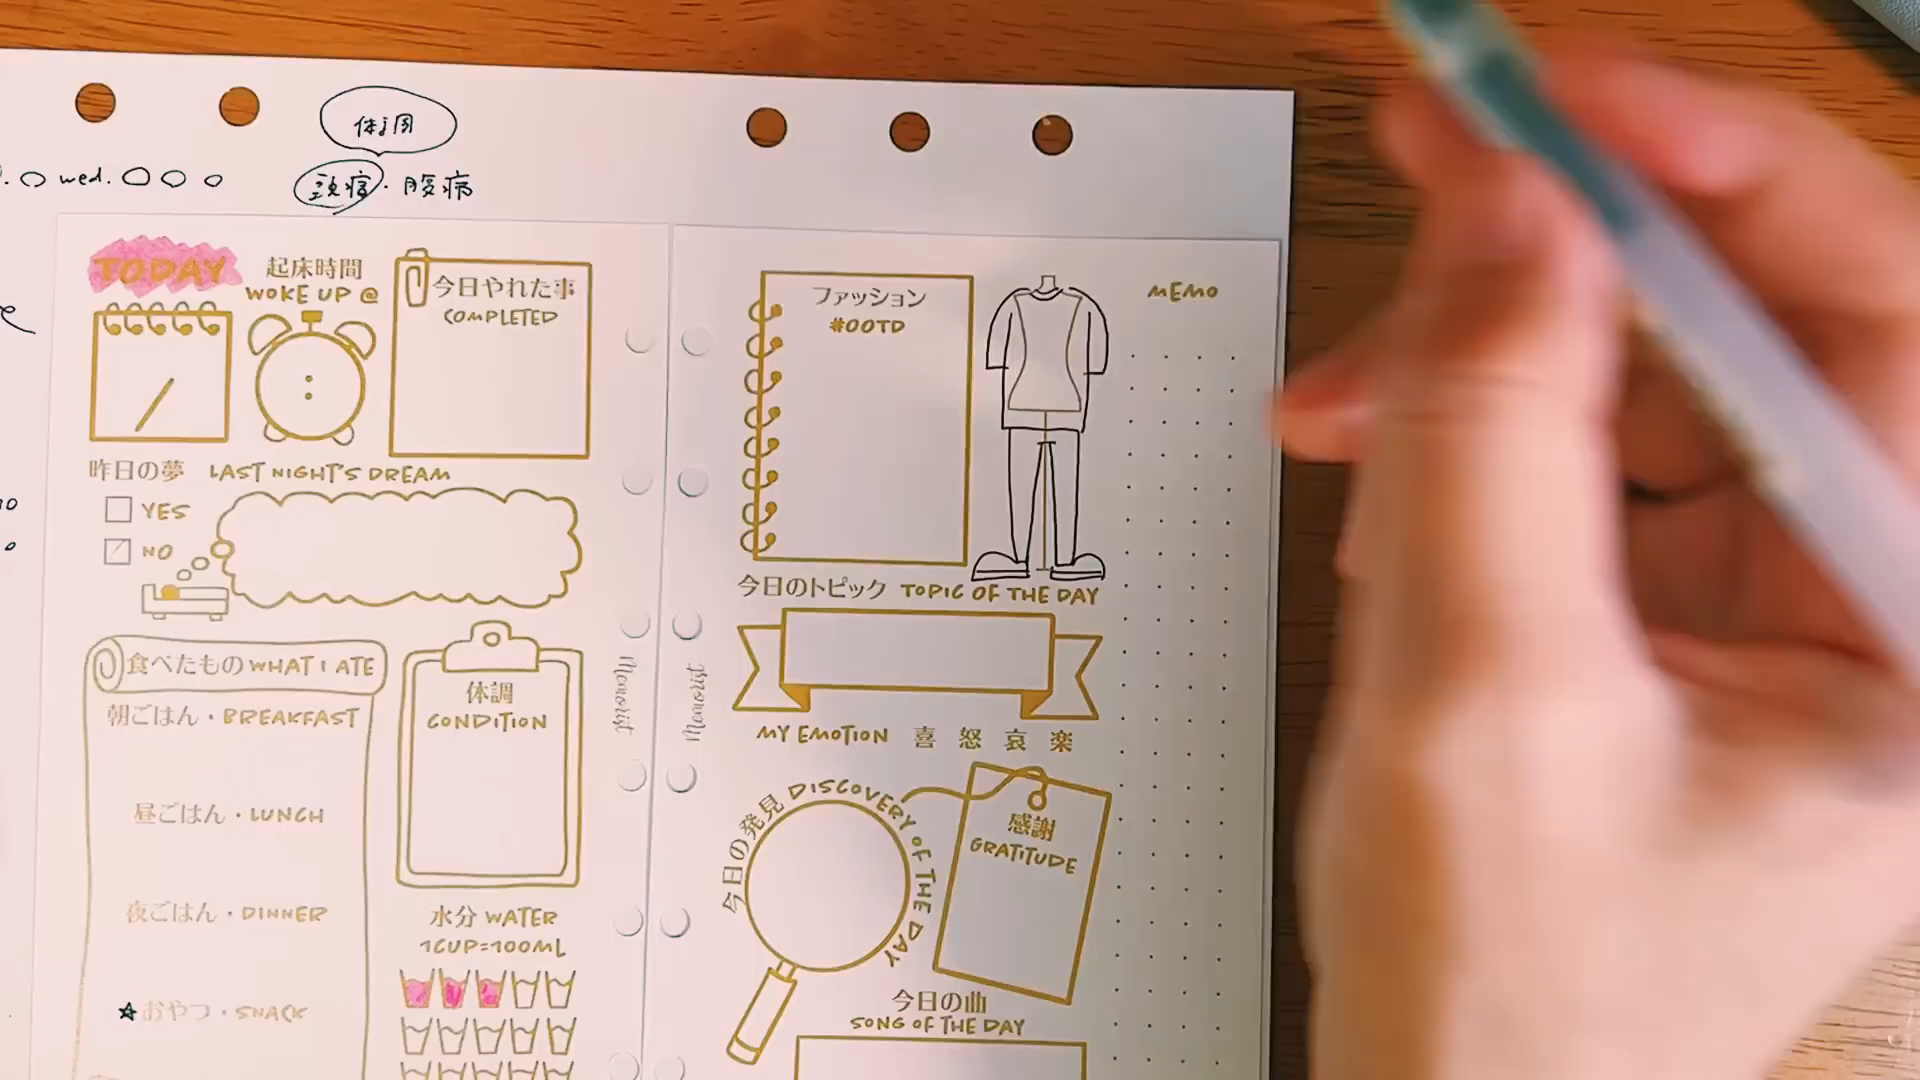 体調
wed.
頭痛・腹痛
TODAY
起床時間
WOKE UP @
今日やれた事
COMPLETED
昨日の夢 LAST NIGHT'S DREAM
YES
NO
食べたもの WHAT I ATE
朝ごはん・BREAKFAST
昼ごはん・LUNCH
夜ごはん・DINNER
☆おやつ・SNACK
体調
CONDITION
水分 WATER
1CUP=100ML
Memorist
Memorist
ファッション
#OOTD
MEMO
今日のトピック TOPIC OF THE DAY
MY EMOTION 喜 怒 哀 楽
今日の発見 DISCOVERY OF THE DAY
感謝
GRATITUDE
今日の曲
SONG OF THE DAY